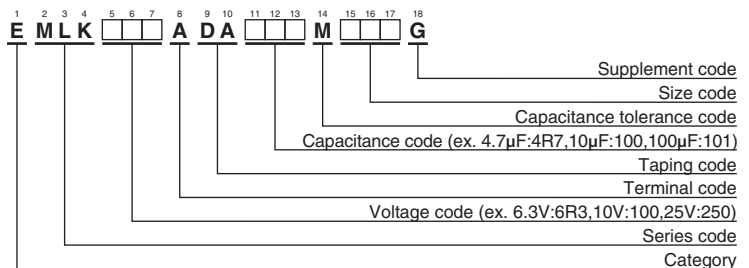 1 2 3 4 5 6 7 8 9 10 11 12 13 14 15 16 17 18
E M L K □□□ A D A □□□ M □□□ G
Supplement code
Size code
Capacitance tolerance code
Capacitance code (ex. 4.7μF:4R7,10μF:100,100μF:101)
Taping code
Terminal code
Voltage code (ex. 6.3V:6R3,10V:100,25V:250)
Series code
Category